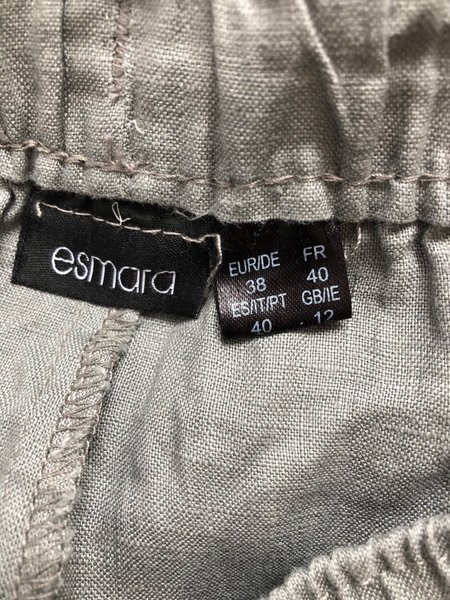 esmara
EUR/DE FR
38 40
ES/IT/PT GB/IE
40 12